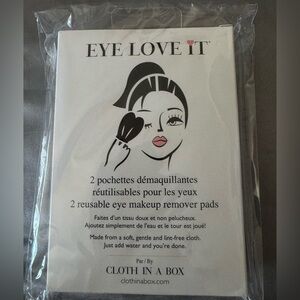 EYE LOVE IT
2 pochettes démaquillantes
réutilisables pour les yeux
2 reusable eye makeup remover pads
Faites d'un tissu doux et non pelucheux.
Ajoutez simplement de l'eau et le tour est joué!
Made from a soft, gentle and lint-free cloth.
Just add water and you're done.
Par / By
CLOTH IN A BOX
clothinabox.com